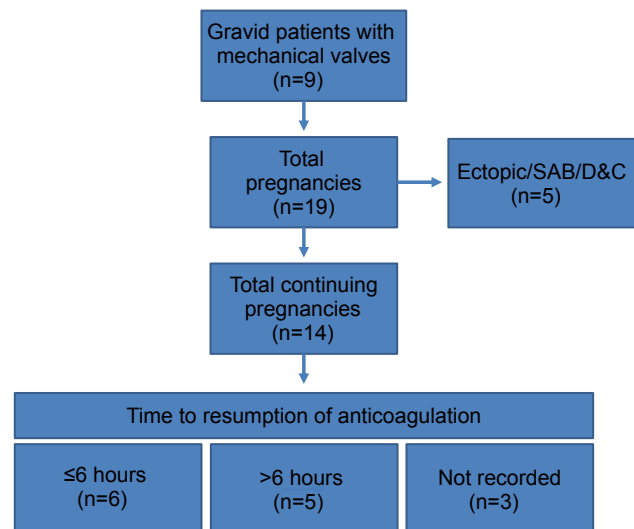 Gravid patients with
mechanical valves
(n=9)
Total
pregnancies
(n=19)
Ectopic/SAB/D&C
(n=5)
Total continuing
pregnancies
(n=14)
Time to resumption of anticoagulation
≤6 hours
(n=6)
>6 hours
(n=5)
Not recorded
(n=3)